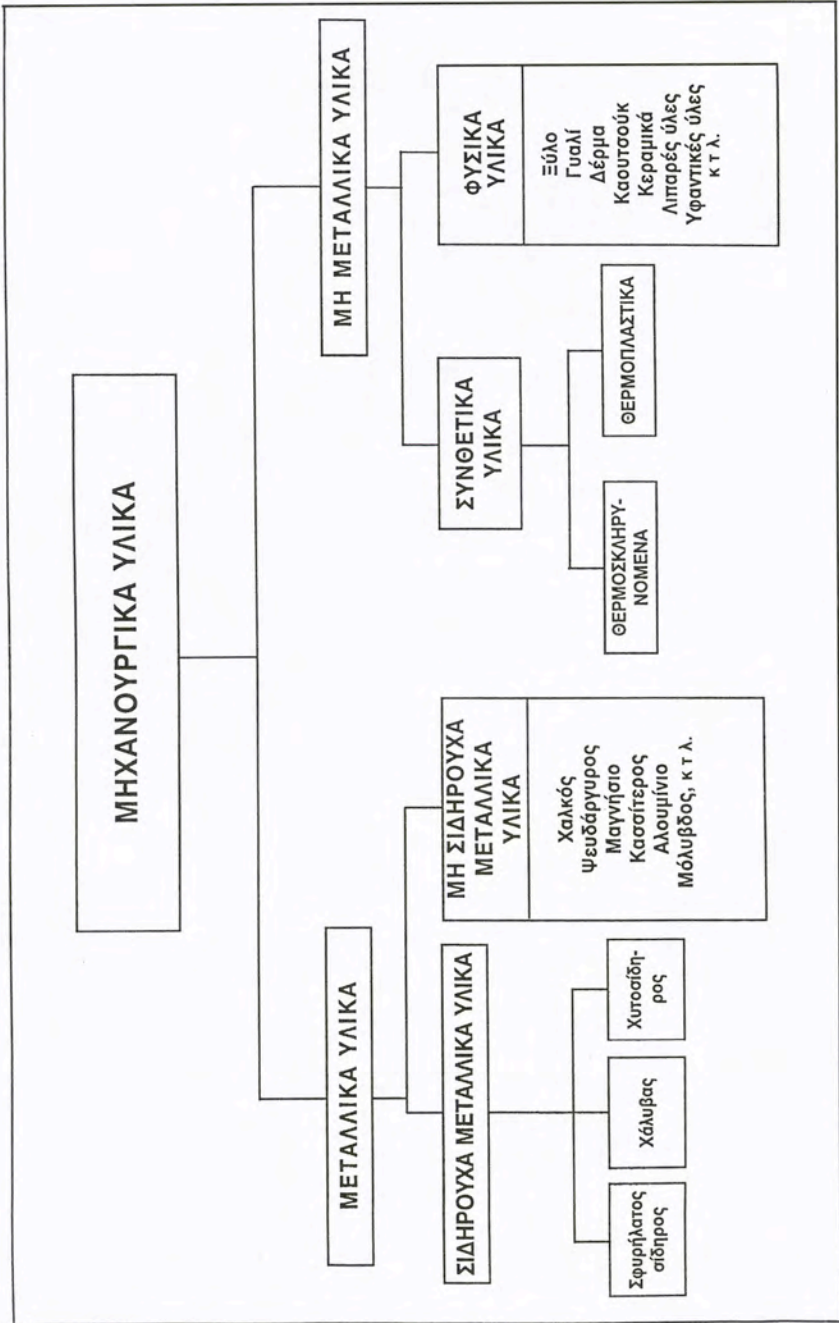 ΜΗΧΑΝΟΥΡΓΙΚΑ ΥΛΙΚΑ
ΜΕΤΑΛΛΙΚΑ ΥΛΙΚΑ
ΜΗ ΜΕΤΑΛΛΙΚΑ ΥΛΙΚΑ
ΣΙΔΗΡΟΥΧΑ ΜΕΤΑΛΛΙΚΑ ΥΛΙΚΑ
ΜΗ ΣΙΔΗΡΟΥΧΑ
ΜΕΤΑΛΛΙΚΑ
ΥΛΙΚΑ
Χαλκός
Ψευδάργυρος
Μαγνήσιο
Κασσίτερος
Αλουμίνιο
Μόλυβδος, κ τ λ.
ΣΥΝΘΕΤΙΚΑ
ΥΛΙΚΑ
ΦΥΣΙΚΑ
ΥΛΙΚΑ
Ξύλο
Γυαλί
Δέρμα
Καουτσούκ
Κεραμικά
Λιπαρές ύλες
Υφαντικές ύλες
κ τ λ.
Σφυρήλατος
σίδηρος
Χάλυβας
Χυτοσίδη-
ρος
ΘΕΡΜΟΣΚΛΗΡΥ-
ΝΟΜΕΝΑ
ΘΕΡΜΟΠΛΑΣΤΙΚΑ